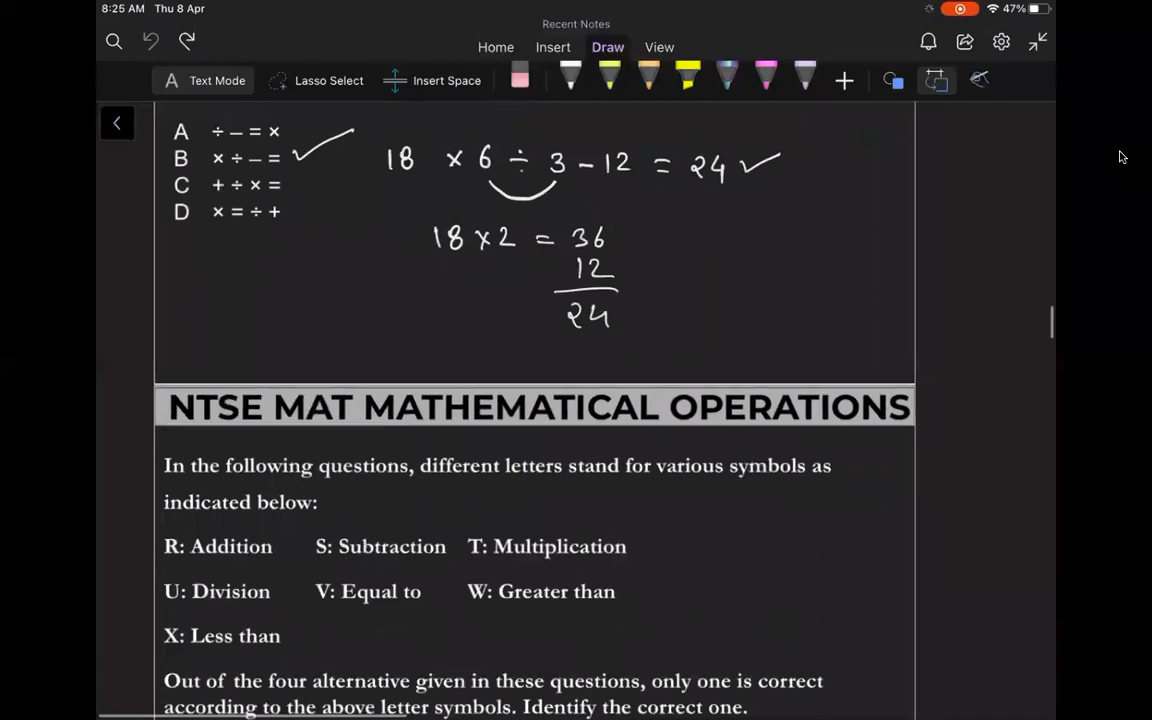 8:25 AM Thu 8 Apr 47%
Recent Notes
Home Insert Draw View
A Text Mode Lasso Select Insert Space
A ÷ – = ×
B × ÷ – =
C + ÷ × =
D × = ÷ +
18 × 6 ÷ 3 – 12 = 24
18 × 2 = 36
12
24
NTSE MAT MATHEMATICAL OPERATIONS
In the following questions, different letters stand for various symbols as
indicated below:
R: Addition S: Subtraction T: Multiplication
U: Division V: Equal to W: Greater than
X: Less than
Out of the four alternative given in these questions, only one is correct
according to the above letter symbols. Identify the correct one.